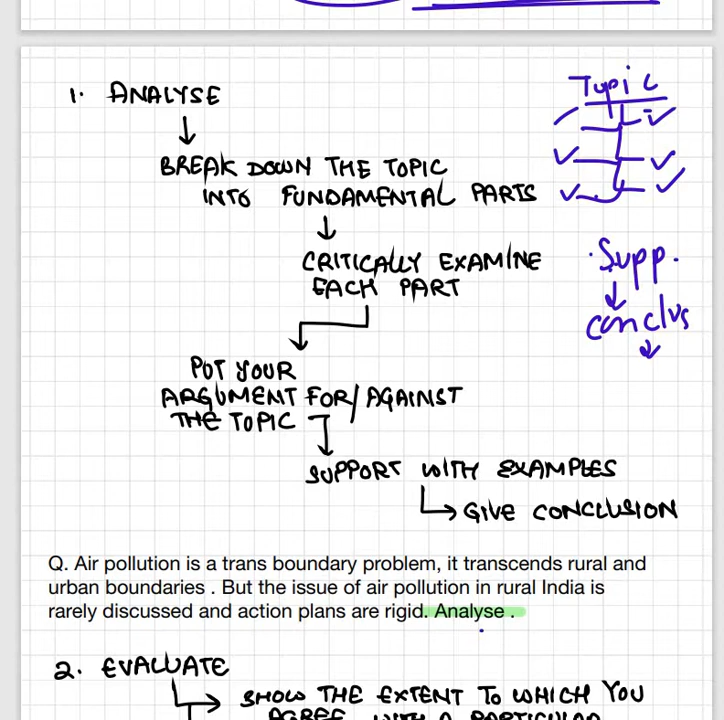 1. ANALYSE
BREAK DOWN THE TOPIC
INTO FUNDAMENTAL PARTS
CRITICALLY EXAMINE
EACH PART
PUT YOUR
ARGUMENT FOR/AGAINST
THE TOPIC
SUPPORT WITH EXAMPLES
GIVE CONCLUSION
Topic
Supp.
conclus
Q. Air pollution is a trans boundary problem, it transcends rural and
urban boundaries . But the issue of air pollution in rural India is
rarely discussed and action plans are rigid. Analyse .
2. EVALUATE
SHOW THE EXTENT TO WHICH YOU
AGREE WITH A PARTICULAR